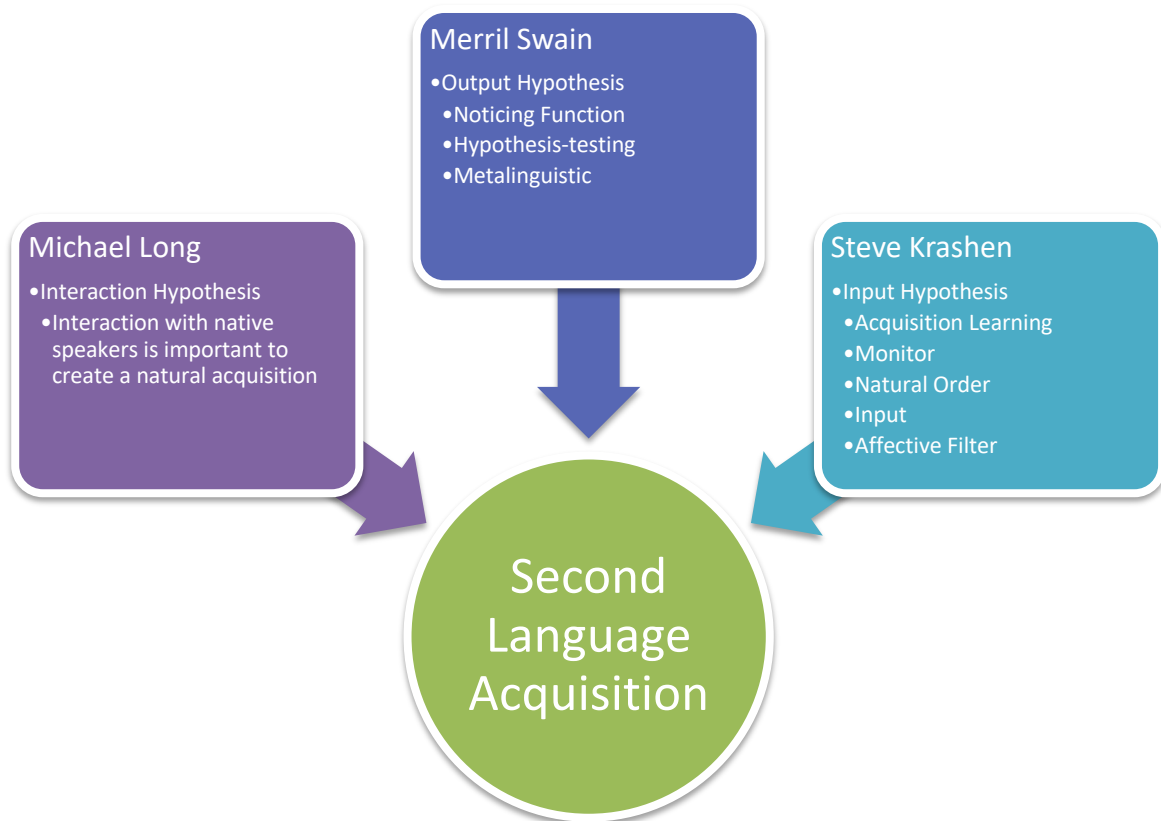 Merril Swain
•Output Hypothesis
•Noticing Function
•Hypothesis-testing
•Metalinguistic
Michael Long
•Interaction Hypothesis
•Interaction with native
speakers is important to
create a natural acquisition
Steve Krashen
•Input Hypothesis
•Acquisition Learning
•Monitor
•Natural Order
•Input
•Affective Filter
Second
Language
Acquisition